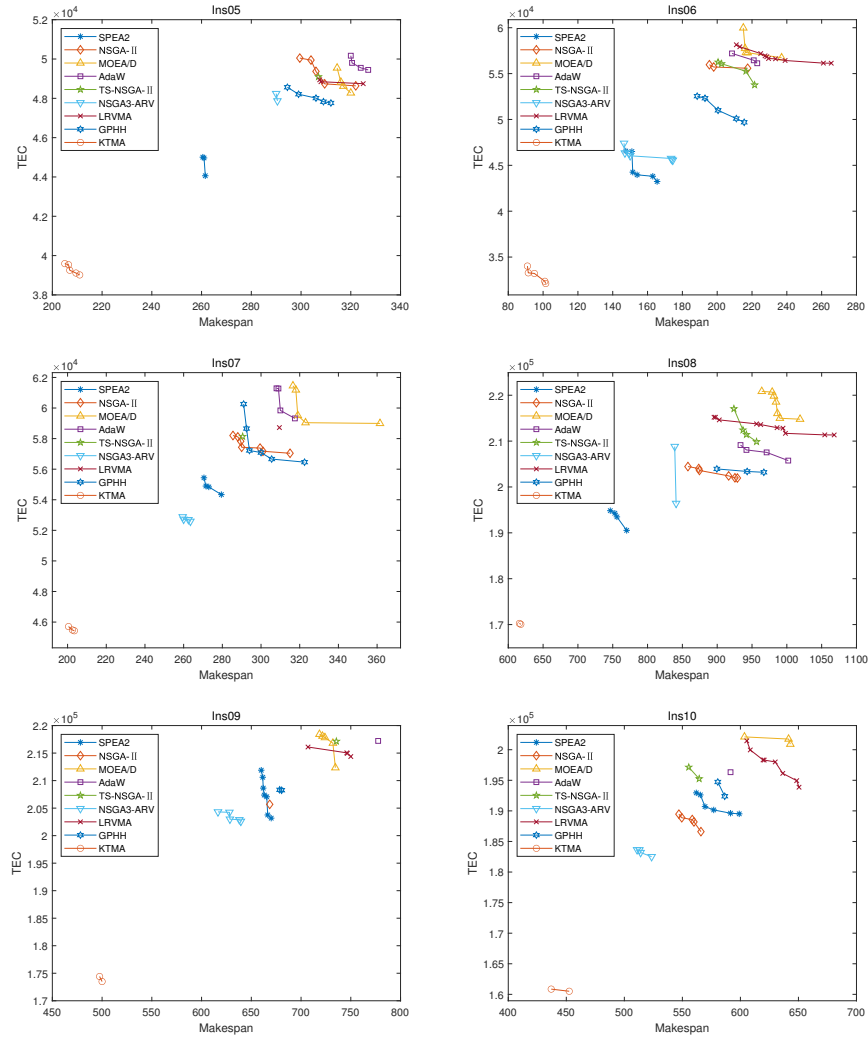 Ins05
×10⁴
TEC
5.2
5
4.8
4.6
4.4
4.2
4
3.8
SPEA2
NSGA-Ⅱ
MOEA/D
AdaW
TS-NSGA-Ⅱ
NSGA3-ARV
LRVMA
GPHH
KTMA
200 220 240 260 280 300 320 340
Makespan
Ins06
×10⁴
TEC
6
5.5
5
4.5
4
3.5
3
SPEA2
NSGA-Ⅱ
MOEA/D
AdaW
TS-NSGA-Ⅱ
NSGA3-ARV
LRVMA
GPHH
KTMA
80 100 120 140 160 180 200 220 240 260 280
Makespan
Ins07
×10⁴
TEC
6.2
6
5.8
5.6
5.4
5.2
5
4.8
4.6
SPEA2
NSGA-Ⅱ
MOEA/D
AdaW
TS-NSGA-Ⅱ
NSGA3-ARV
LRVMA
GPHH
KTMA
200 220 240 260 280 300 320 340 360
Makespan
Ins08
×10⁵
TEC
2.2
2.1
2
1.9
1.8
1.7
SPEA2
NSGA-Ⅱ
MOEA/D
AdaW
TS-NSGA-Ⅱ
NSGA3-ARV
LRVMA
GPHH
KTMA
600 650 700 750 800 850 900 950 1000 1050 1100
Makespan
Ins09
×10⁵
TEC
2.2
2.15
2.1
2.05
2
1.95
1.9
1.85
1.8
1.75
1.7
SPEA2
NSGA-Ⅱ
MOEA/D
AdaW
TS-NSGA-Ⅱ
NSGA3-ARV
LRVMA
GPHH
KTMA
450 500 550 600 650 700 750 800
Makespan
Ins10
×10⁵
TEC
2
1.95
1.9
1.85
1.8
1.75
1.7
1.65
1.6
SPEA2
NSGA-Ⅱ
MOEA/D
AdaW
TS-NSGA-Ⅱ
NSGA3-ARV
LRVMA
GPHH
KTMA
400 450 500 550 600 650 700
Makespan